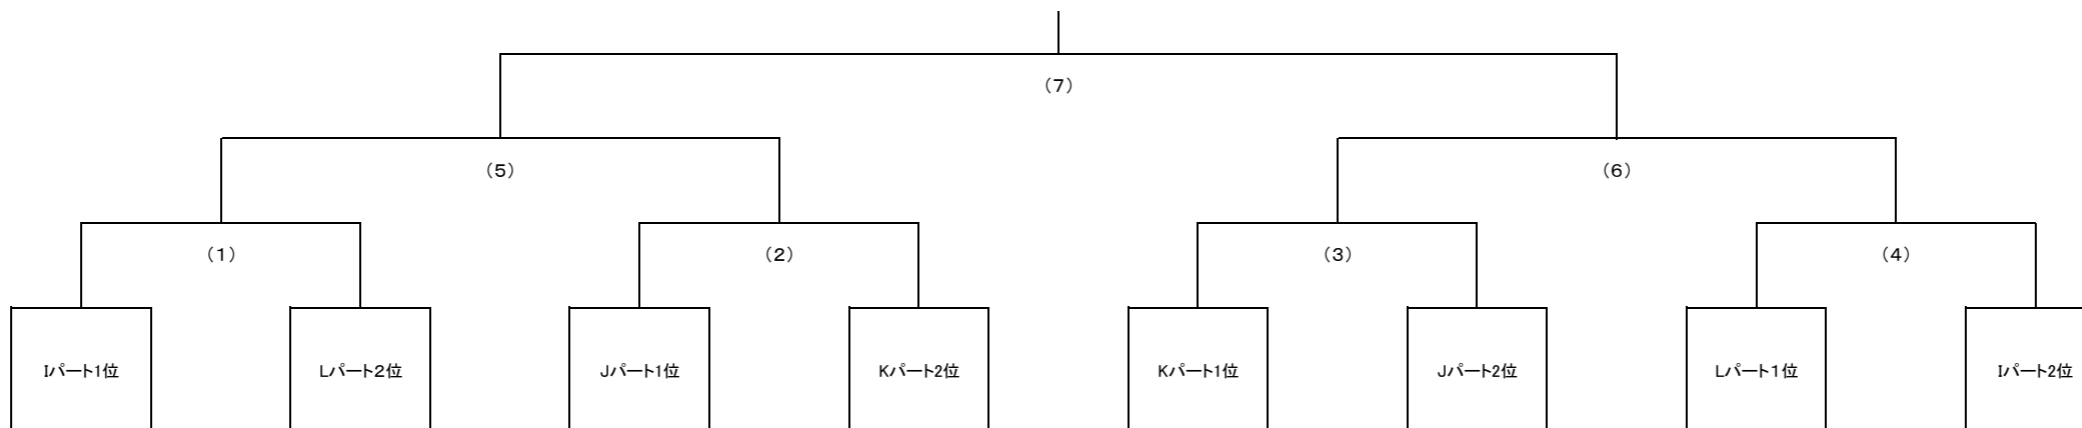 （7）
（5）
（6）
（1）
（2）
（3）
（4）
Iパート1位
Lパート２位
Jパート1位
Kパート2位
Kパート1位
Jパート2位
Lパート１位
Iパート2位